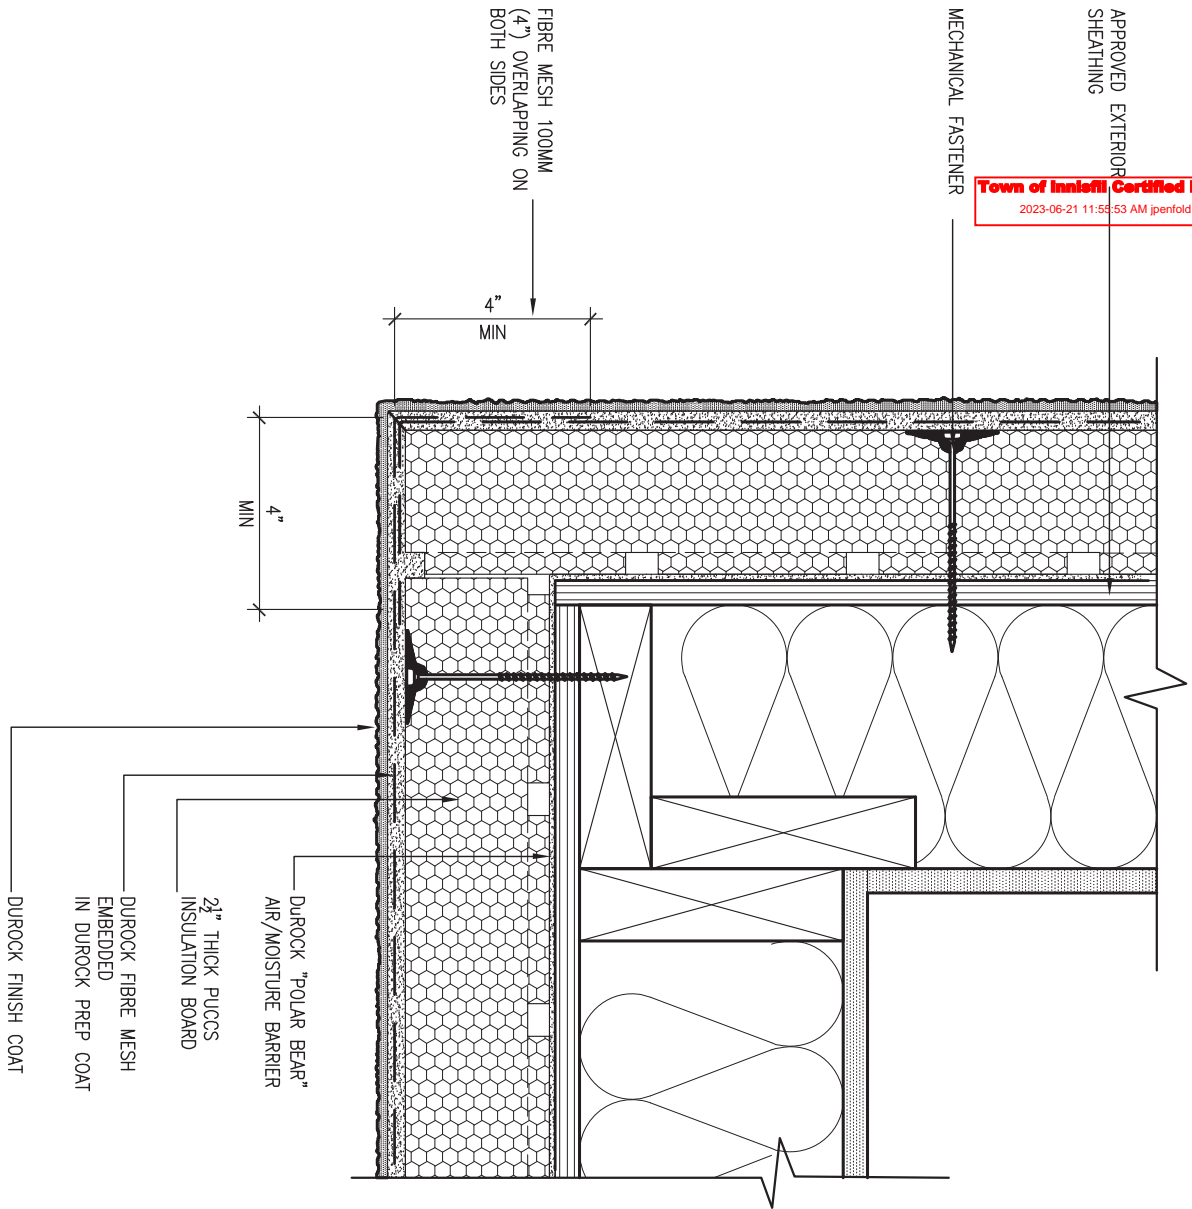 APPROVED EXTERIOR
SHEATHING
MECHANICAL FASTENER
Town of Innisfil Certified
2023-06-21 11:55:53 AM jpenfold
FIBRE MESH 100MM
(4") OVERLAPPING ON
BOTH SIDES
4"
MIN
4"
MIN
DuROCK "POLAR BEAR"
AIR/MOISTURE BARRIER
2½" THICK PUCCS
INSULATION BOARD
DUROCK FIBRE MESH
EMBEDDED
IN DUROCK PREP COAT
DUROCK FINISH COAT